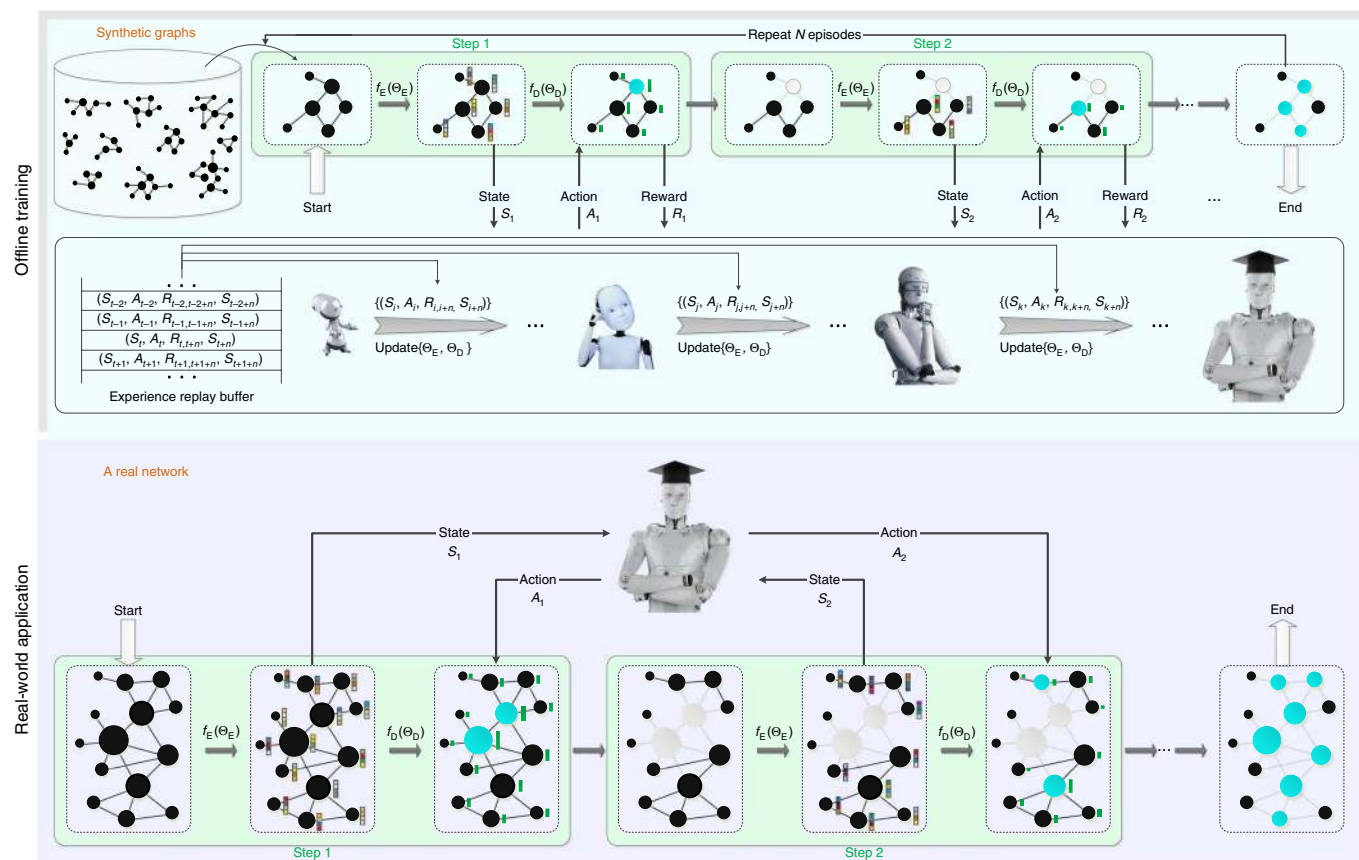 Offline training
Synthetic graphs
Repeat N episodes
Step 1
Step 2
f_E(Θ_E)
f_D(Θ_D)
f_E(Θ_E)
f_D(Θ_D)
...
Start
State
S_1
Action
A_1
Reward
R_1
State
S_2
Action
A_2
Reward
R_2
...
End
. . .
(S_{t–2}, A_{t–2}, R_{t–2,t–2+n}, S_{t–2+n})
(S_{t–1}, A_{t–1}, R_{t–1,t–1+n}, S_{t–1+n})
(S_t, A_t, R_{t,t+n}, S_{t+n})
(S_{t+1}, A_{t+1}, R_{t+1,t+1+n}, S_{t+1+n})
. . .
Experience replay buffer
{(S_i, A_i, R_{i,i+n}, S_{i+n})}
Update{Θ_E, Θ_D}
...
{(S_j, A_j, R_{j,j+n}, S_{j+n})}
Update{Θ_E, Θ_D}
...
{(S_k, A_k, R_{k,k+n}, S_{k+n})}
Update{Θ_E, Θ_D}
...
Real-world application
A real network
State
S_1
Action
A_1
Action
A_2
State
S_2
Start
End
f_E(Θ_E)
f_D(Θ_D)
f_E(Θ_E)
f_D(Θ_D)
...
Step 1
Step 2